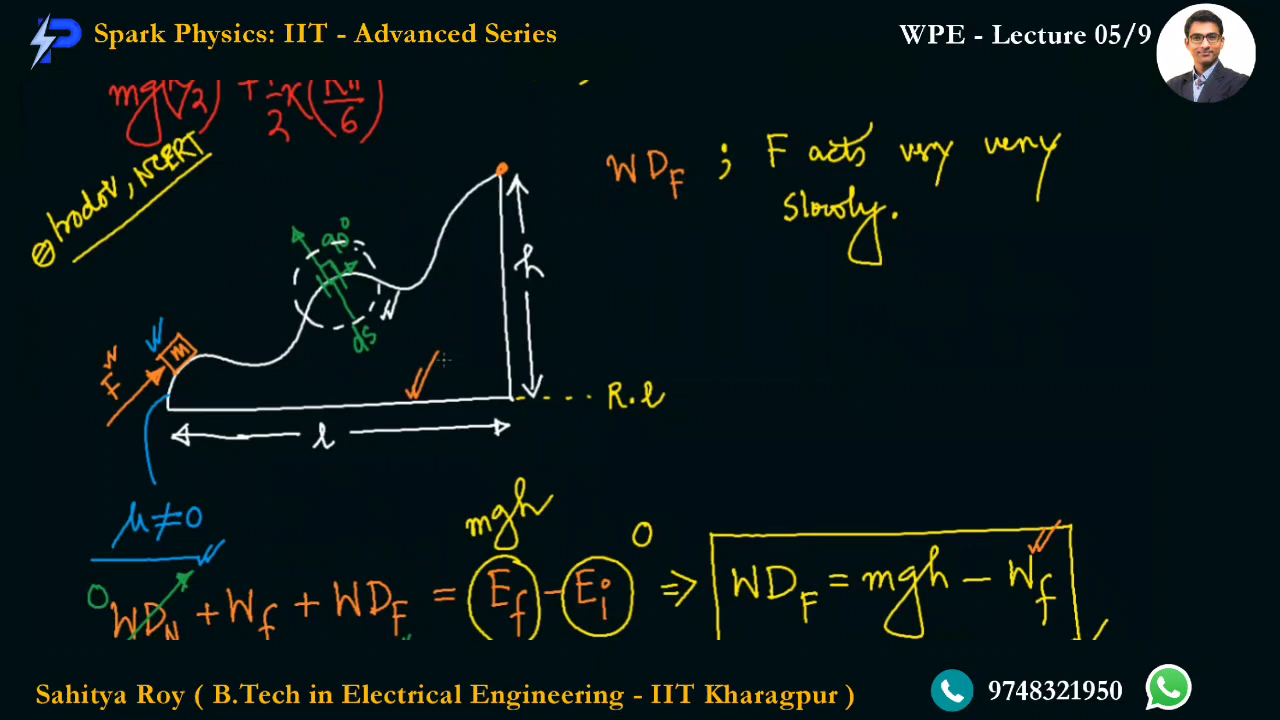 Spark Physics: IIT - Advanced Series
WPE - Lecture 05/9
Irodov, NCERT
WD_F ; F acts very very
slowly.
90°
h
ds
m
F
R.l
l
μ≠0
mgh
0
0
WD_N + W_f + WD_F = E_f - E_i => WD_F = mgh - W_f
Sahitya Roy ( B.Tech in Electrical Engineering - IIT Kharagpur )
9748321950